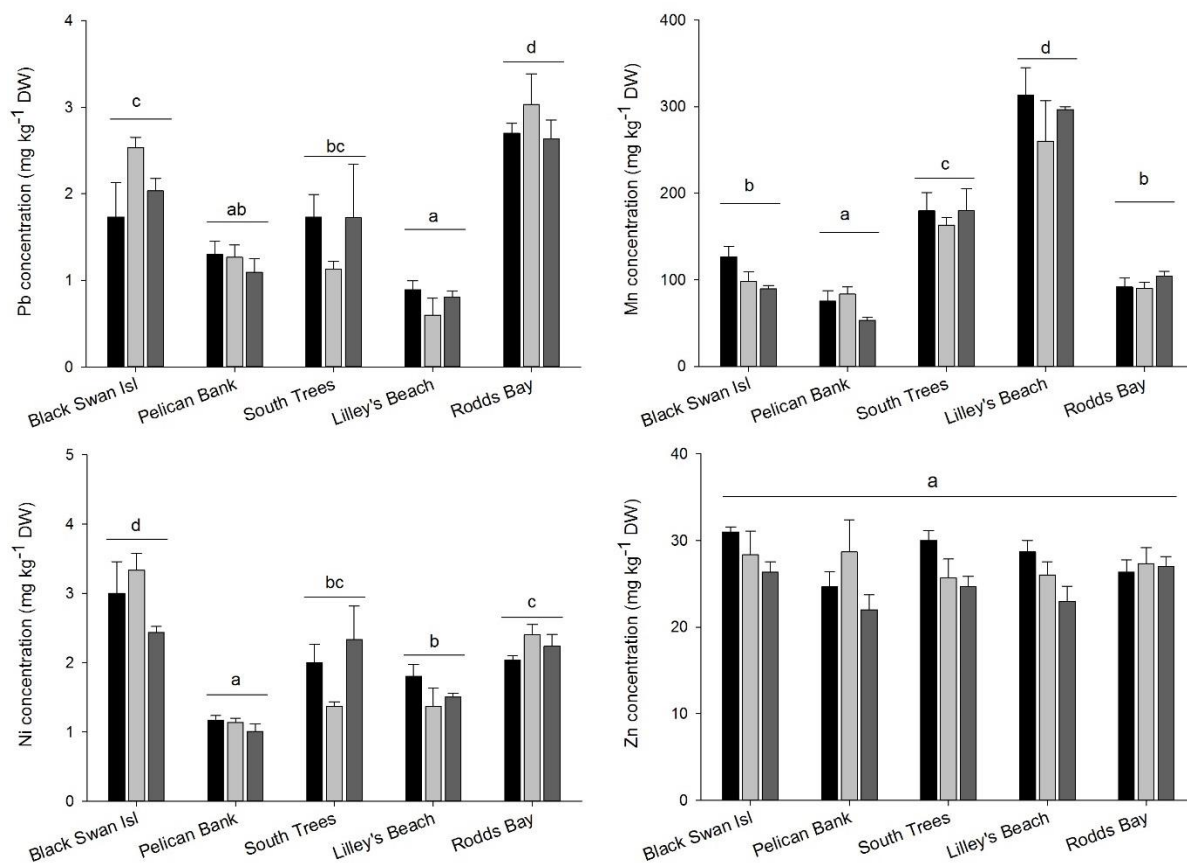 Pb concentration (mg kg⁻¹ DW)
4
3
2
1
0
c
ab
bc
a
d
Black Swan Isl
Pelican Bank
South Trees
Lilley's Beach
Rodds Bay
Mn concentration (mg kg⁻¹ DW)
400
300
200
100
0
b
a
c
d
b
Black Swan Isl
Pelican Bank
South Trees
Lilley's Beach
Rodds Bay
Ni concentration (mg kg⁻¹ DW)
5
4
3
2
1
0
d
a
bc
b
c
Black Swan Isl
Pelican Bank
South Trees
Lilley's Beach
Rodds Bay
Zn concentration (mg kg⁻¹ DW)
40
30
20
10
0
a
Black Swan Isl
Pelican Bank
South Trees
Lilley's Beach
Rodds Bay